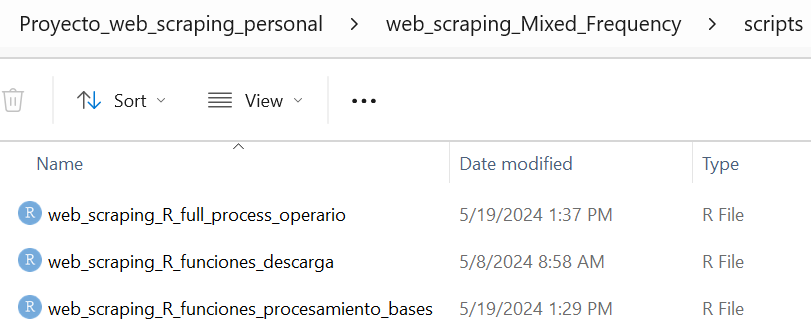 Proyecto_web_scraping_personal > web_scraping_Mixed_Frequency > scripts
Sort View ...
Name Date modified Type
R web_scraping_R_full_process_operario 5/19/2024 1:37 PM R File
R web_scraping_R_funciones_descarga 5/8/2024 8:58 AM R File
R web_scraping_R_funciones_procesamiento_bases 5/19/2024 1:29 PM R File